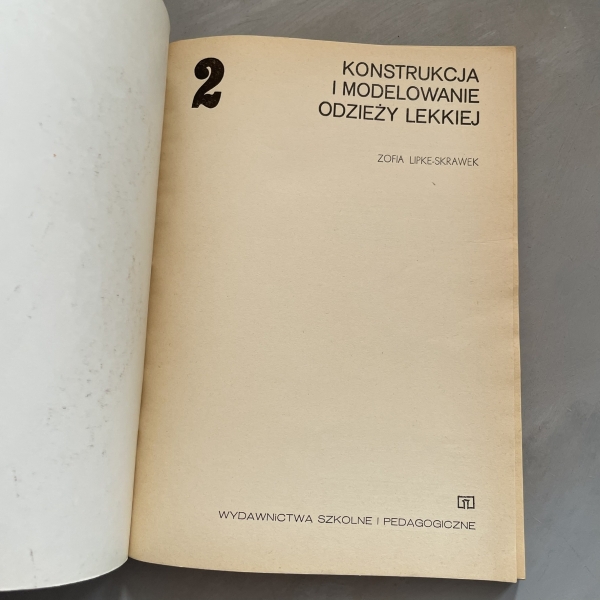 2
KONSTRUKCJA
I MODELOWANIE
ODZIEŻY LEKKIEJ
ZOFIA LIPKE-SKRAWEK
WYDAWNICTWA SZKOLNE I PEDAGOGICZNE